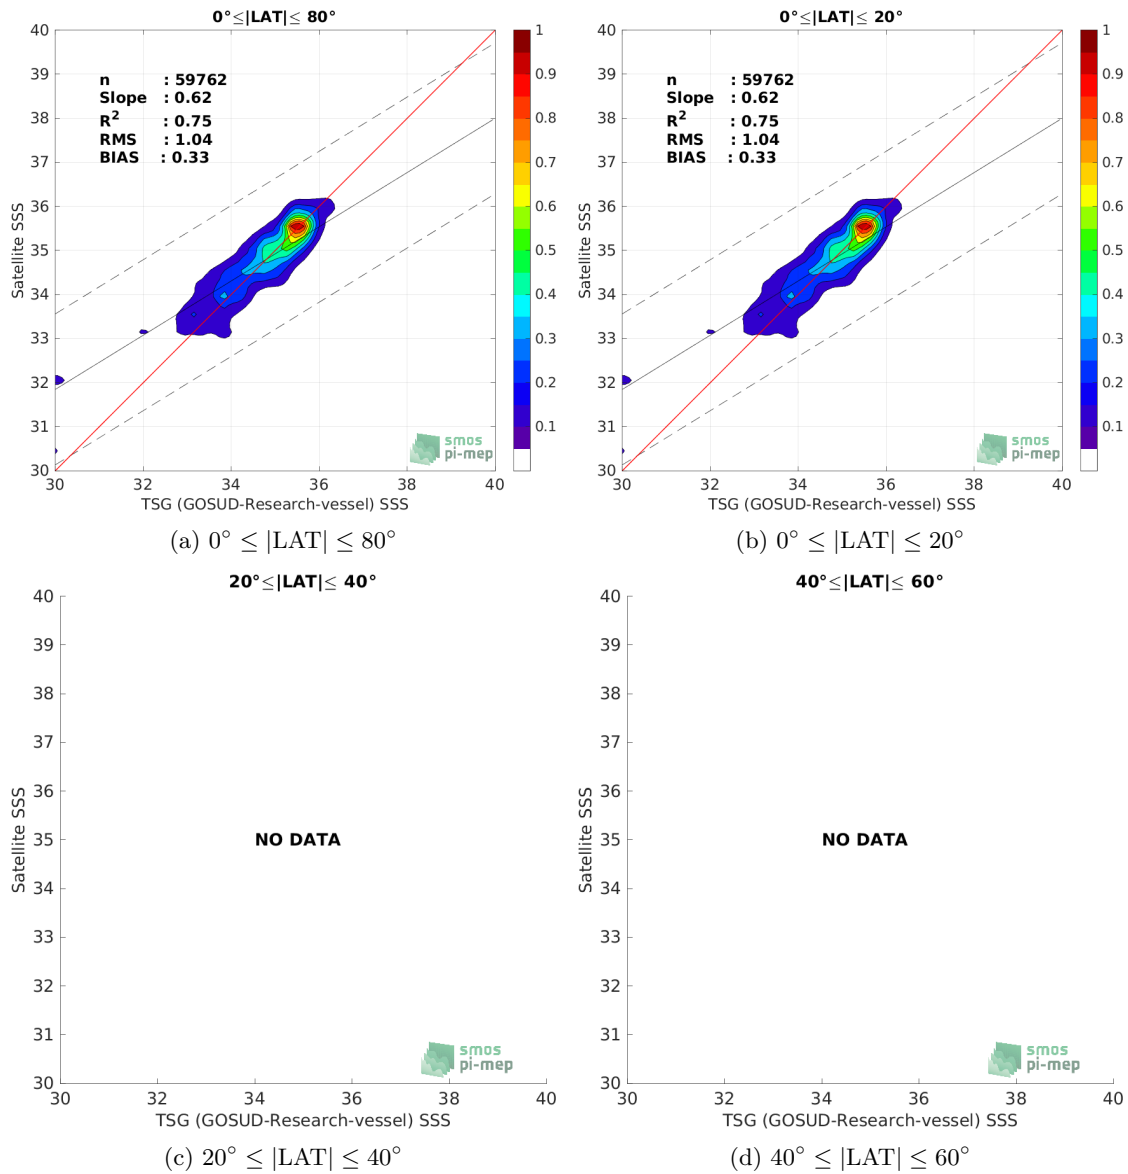 0°≤|LAT|≤ 80°
40
39
38
37
36
35
34
33
32
31
30
Satellite SSS
n : 59762
Slope : 0.62
R² : 0.75
RMS : 1.04
BIAS : 0.33
smos
pi-mep
30 32 34 36 38 40
TSG (GOSUD-Research-vessel) SSS
1
0.9
0.8
0.7
0.6
0.5
0.4
0.3
0.2
0.1
(a) 0° ≤ |LAT| ≤ 80°
0°≤|LAT|≤ 20°
40
39
38
37
36
35
34
33
32
31
30
Satellite SSS
n : 59762
Slope : 0.62
R² : 0.75
RMS : 1.04
BIAS : 0.33
smos
pi-mep
30 32 34 36 38 40
TSG (GOSUD-Research-vessel) SSS
1
0.9
0.8
0.7
0.6
0.5
0.4
0.3
0.2
0.1
(b) 0° ≤ |LAT| ≤ 20°
20°≤|LAT|≤ 40°
40
39
38
37
36
35
34
33
32
31
30
Satellite SSS
NO DATA
smos
pi-mep
30 32 34 36 38 40
TSG (GOSUD-Research-vessel) SSS
(c) 20° ≤ |LAT| ≤ 40°
40°≤|LAT|≤ 60°
40
39
38
37
36
35
34
33
32
31
30
Satellite SSS
NO DATA
smos
pi-mep
30 32 34 36 38 40
TSG (GOSUD-Research-vessel) SSS
(d) 40° ≤ |LAT| ≤ 60°